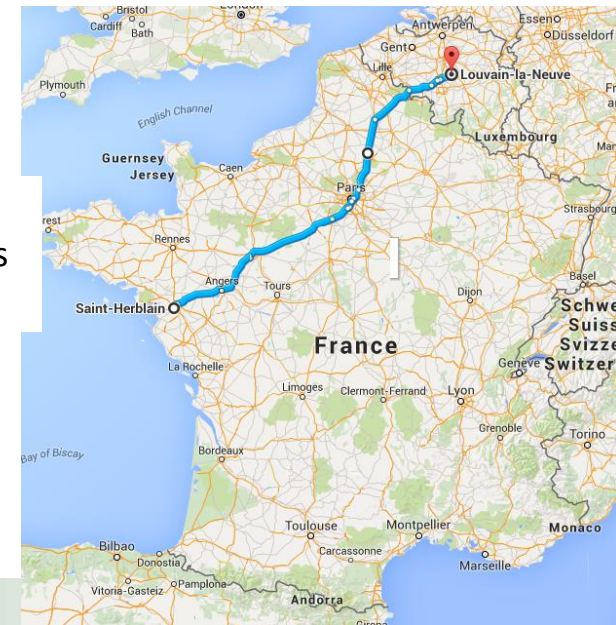 Bristol
Cardiff
Bath
Antwerpen
Essen
Düsseldorf
Gent
Lille
Louvain-la-Neuve
Plymouth
English Channel
Luxembourg
Guernsey
Jersey
Caen
Paris
Strasbourg
Rennes
s
Angers
Tours
Dijon
Basel
Saint-Herblain
France
Schwe
Suiss
Svizze
Switzer
Genève
La Rochelle
Limoges
Clermont-Ferrand
Lyon
Grenoble
Torino
Bay of Biscay
Bordeaux
Toulouse
Montpellier
Monaco
Bilbao
Donostia
Carcassonne
Marseille
Vitoria-Gasteiz
Pamplona
Andorra